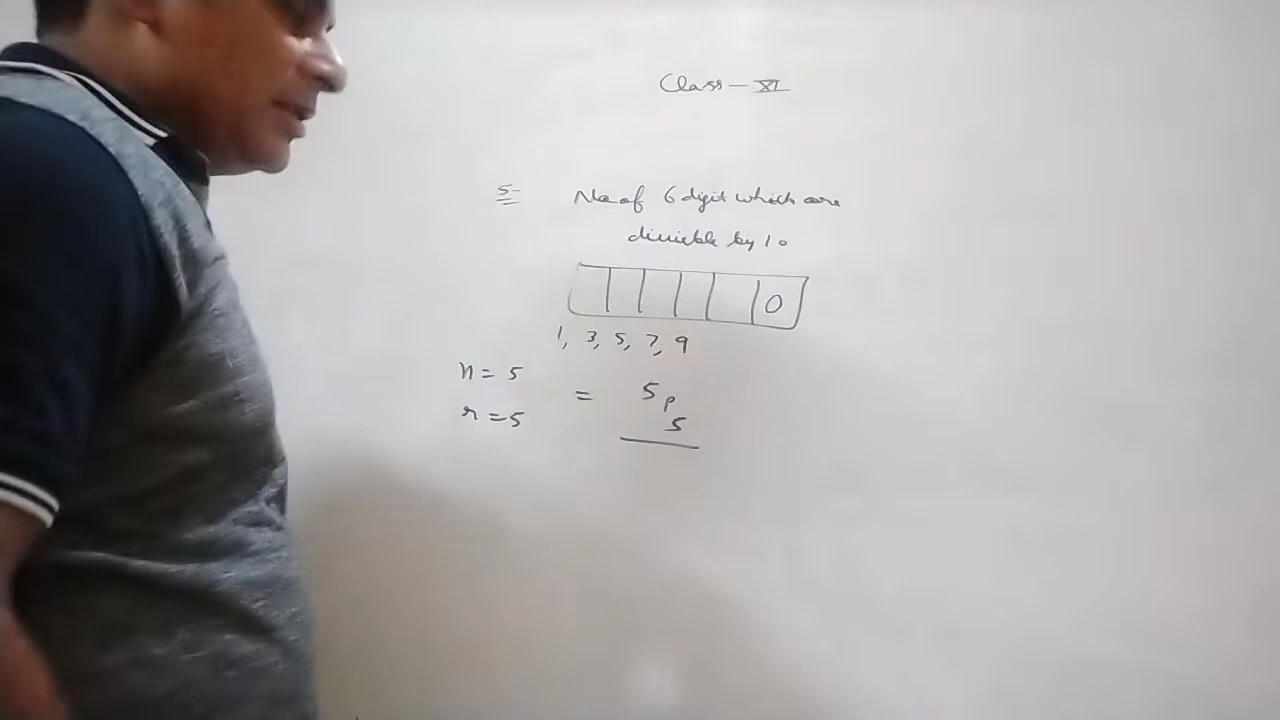 Class - XI
5- No of 6 digit which are
divisible by 10
0
1, 3, 5, 7, 9
n = 5
r = 5
= 5P5